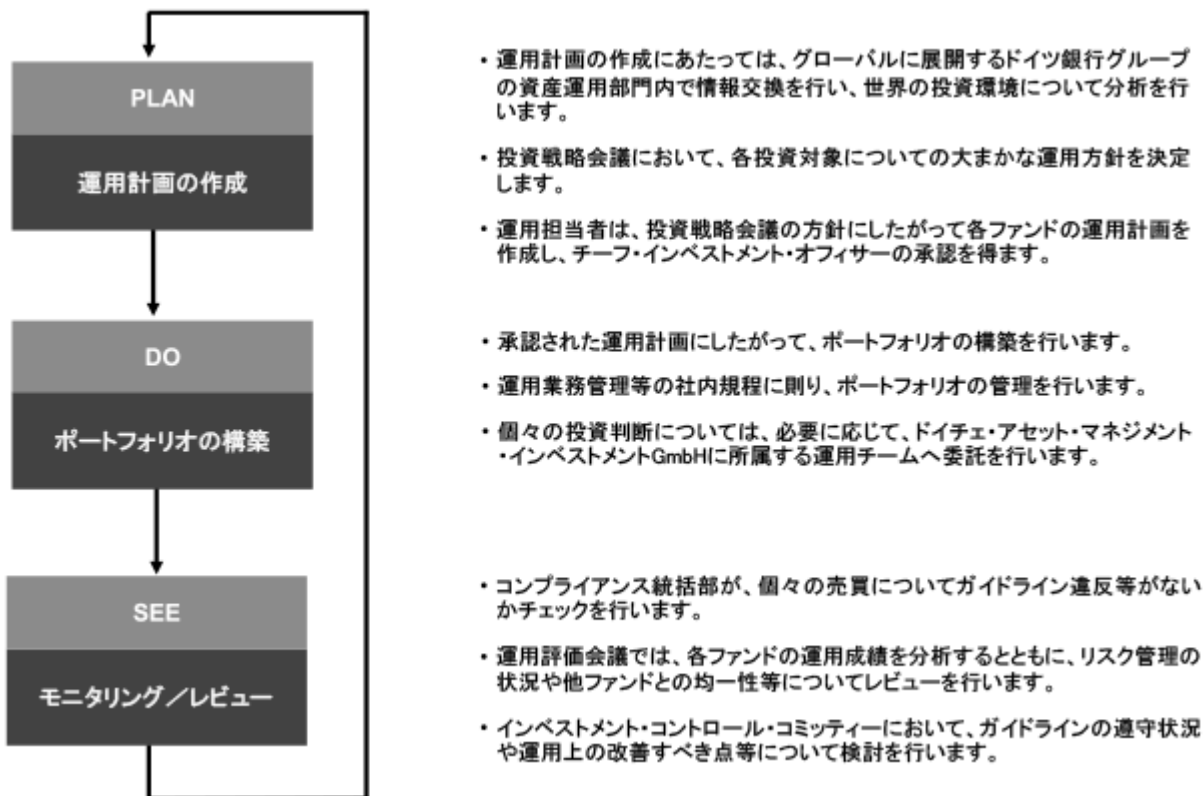 PLAN
運用計画の作成
・運用計画の作成にあたっては、グローバルに展開するドイツ銀行グループ
の資産運用部門内で情報交換を行い、世界の投資環境について分析を行
います。
・投資戦略会議において、各投資対象についての大まかな運用方針を決定
します。
・運用担当者は、投資戦略会議の方針にしたがって各ファンドの運用計画を
作成し、チーフ・インベストメント・オフィサーの承認を得ます。
DO
ポートフォリオの構築
・承認された運用計画にしたがって、ポートフォリオの構築を行います。
・運用業務管理等の社内規程に則り、ポートフォリオの管理を行います。
・個々の投資判断については、必要に応じて、ドイチェ・アセット・マネジメント
・インベストメントGmbHに所属する運用チームへ委託を行います。
SEE
モニタリング／レビュー
・コンプライアンス統括部が、個々の売買についてガイドライン違反等がない
かチェックを行います。
・運用評価会議では、各ファンドの運用成績を分析するとともに、リスク管理の
状況や他ファンドとの均一性等についてレビューを行います。
・インベストメント・コントロール・コミッティーにおいて、ガイドラインの遵守状況
や運用上の改善すべき点等について検討を行います。